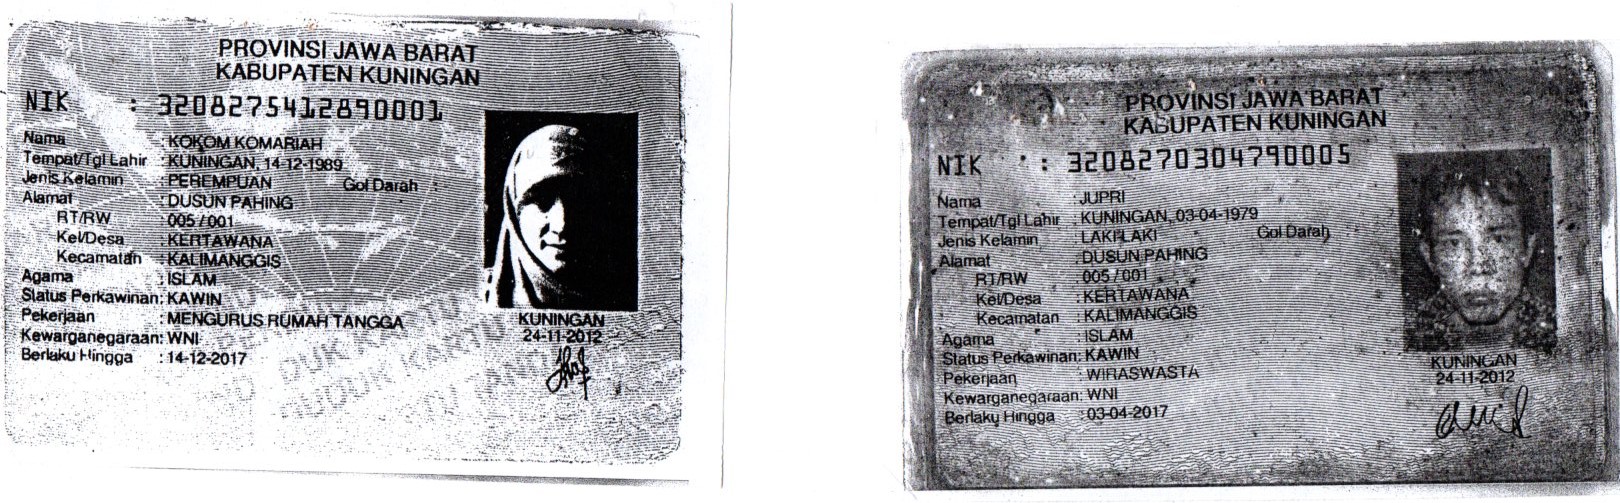 PROVINSI JAWA BARAT
KABUPATEN KUNINGAN
NIK : 3208275412890001
Nama : KOKOM KOMARIAH
Tempat/Tgl Lahir : KUNINGAN, 14-12-1989
Jenis Kelamin : PEREMPUAN Gol Darah :
Alamat : DUSUN PAHING
RT/RW : 005 / 001
Kel/Desa : KERTAWANA
Kecamatan : KALIMANGGIS
Agama : ISLAM
Status Perkawinan: KAWIN
Pekerjaan : MENGURUS RUMAH TANGGA
Kewarganegaraan: WNI
Berlaku Hingga : 14-12-2017
KUNINGAN
24-11-2012
PROVINSI JAWA BARAT
KABUPATEN KUNINGAN
NIK : 3208270304790005
Nama : JUPRI
Tempat/Tgl Lahir : KUNINGAN, 03-04-1979
Jenis Kelamin : LAKI-LAKI Gol Darah
Alamat : DUSUN PAHING
RT/RW : 005 / 001
Kel/Desa : KERTAWANA
Kecamatan : KALIMANGGIS
Agama : ISLAM
Status Perkawinan: KAWIN
Pekerjaan : WIRASWASTA
Kewarganegaraan: WNI
Berlaku Hingga : 03-04-2017
KUNINGAN
24-11-2012